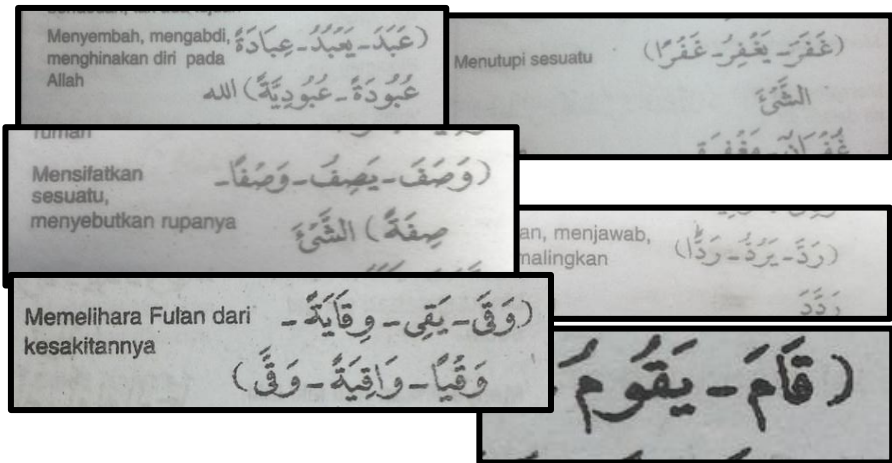 Menyembah, mengabdi, (عَبَدَ-يَعْبُدُ-عِبَادَةً
menghinakan diri pada
Allah عُبُودَةً-عُبُودِيَّةً) الله
Menutupi sesuatu (غَفَرَ-يَغْفِرُ-غَفْرًا)
الشَّيْءَ
rumah
Mensifatkan (وَصَفَ-يَصِفُ-وَصْفًا-
sesuatu,
menyebutkan rupanya صِفَةً) الشَّيْءَ
an, menjawab, (رَدَّ-يَرُدُّ-رَدًّا)
malingkan
رَدَّدَ
Memelihara Fulan dari (وَقَى-يَقِى-وِقَايَةً-
kesakitannya
وَقْيًا-وَاقِيَةً-وَقَّى)
(قَامَ-يَقُومُ